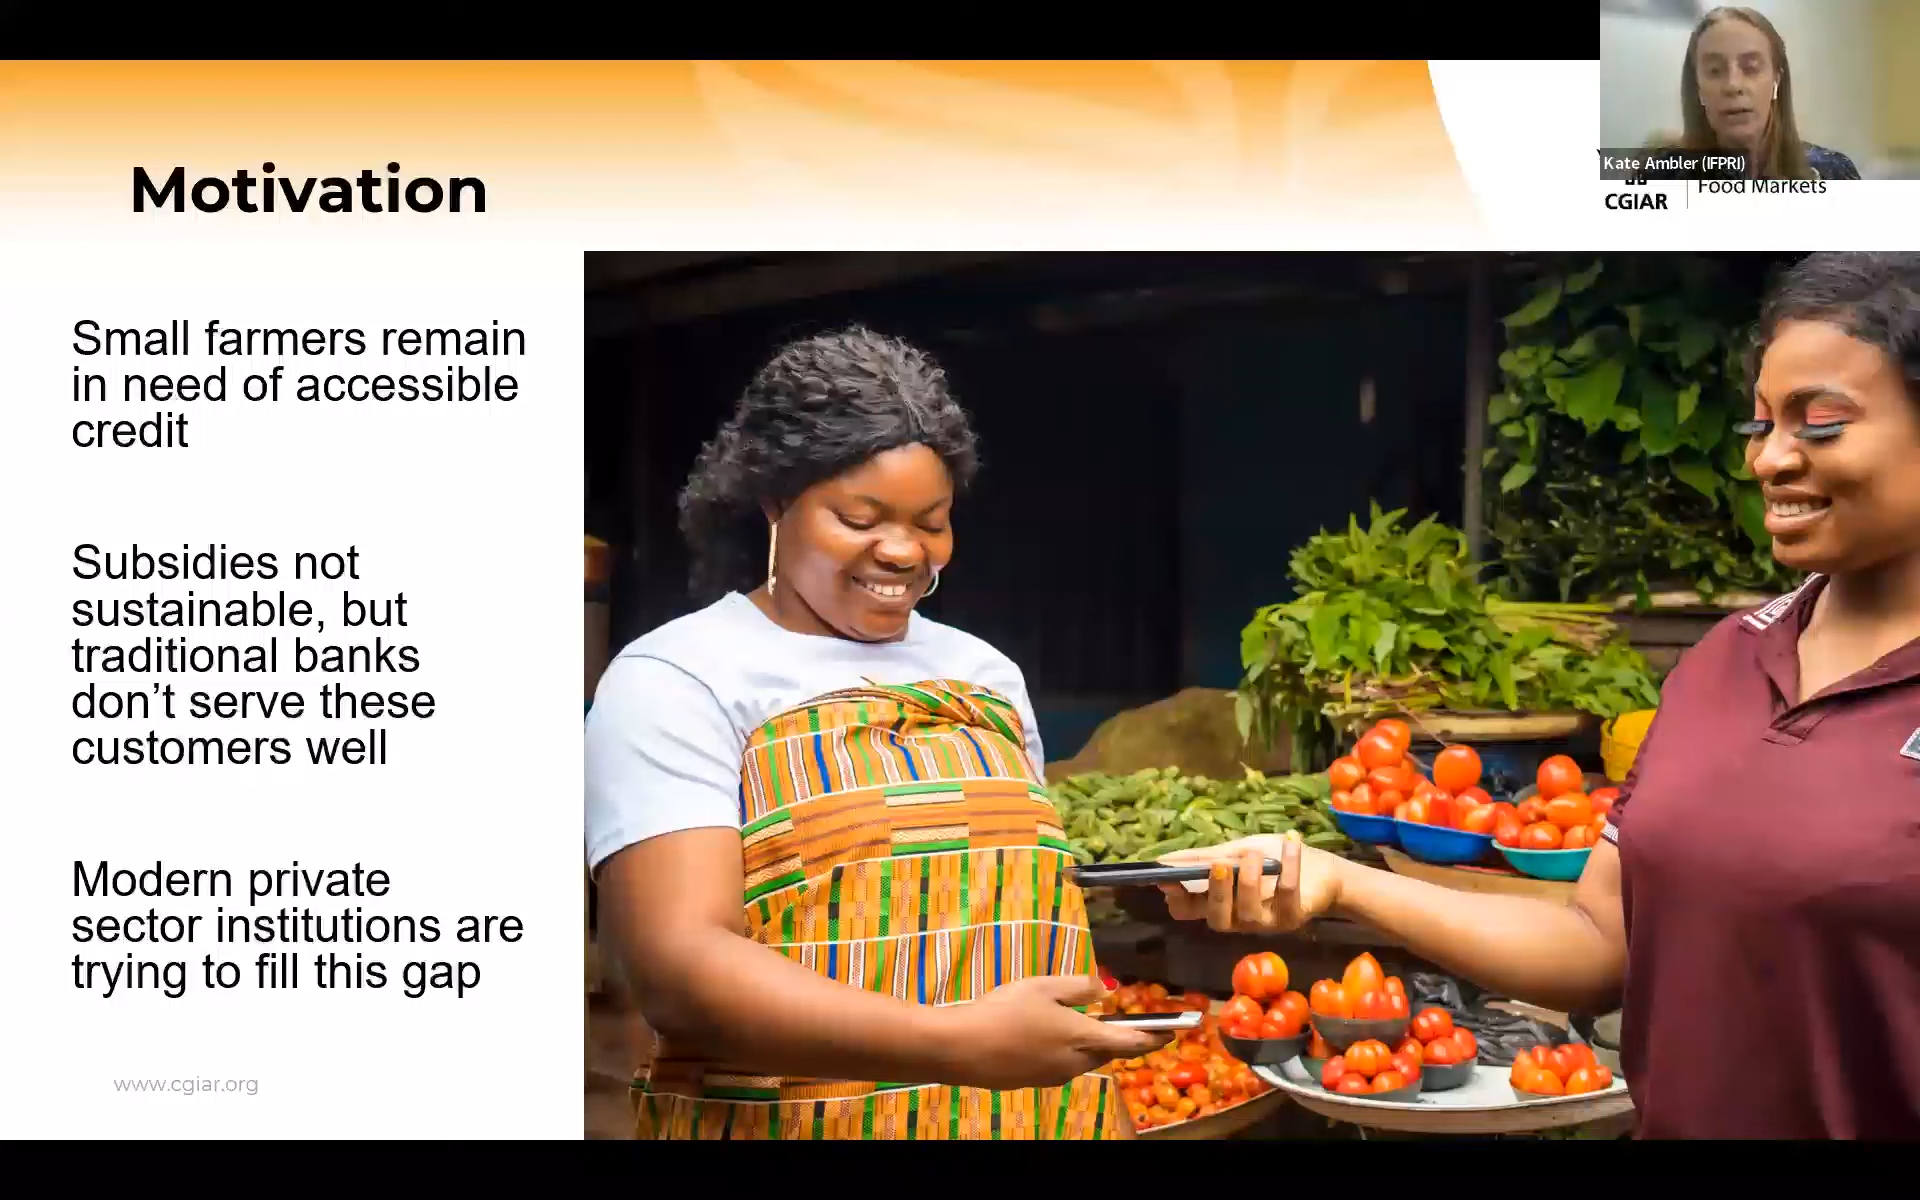 Kate Ambler (IFPRI)
CGIAR
Food Markets
Motivation
Small farmers remain
in need of accessible
credit
Subsidies not
sustainable, but
traditional banks
don’t serve these
customers well
Modern private
sector institutions are
trying to fill this gap
www.cgiar.org